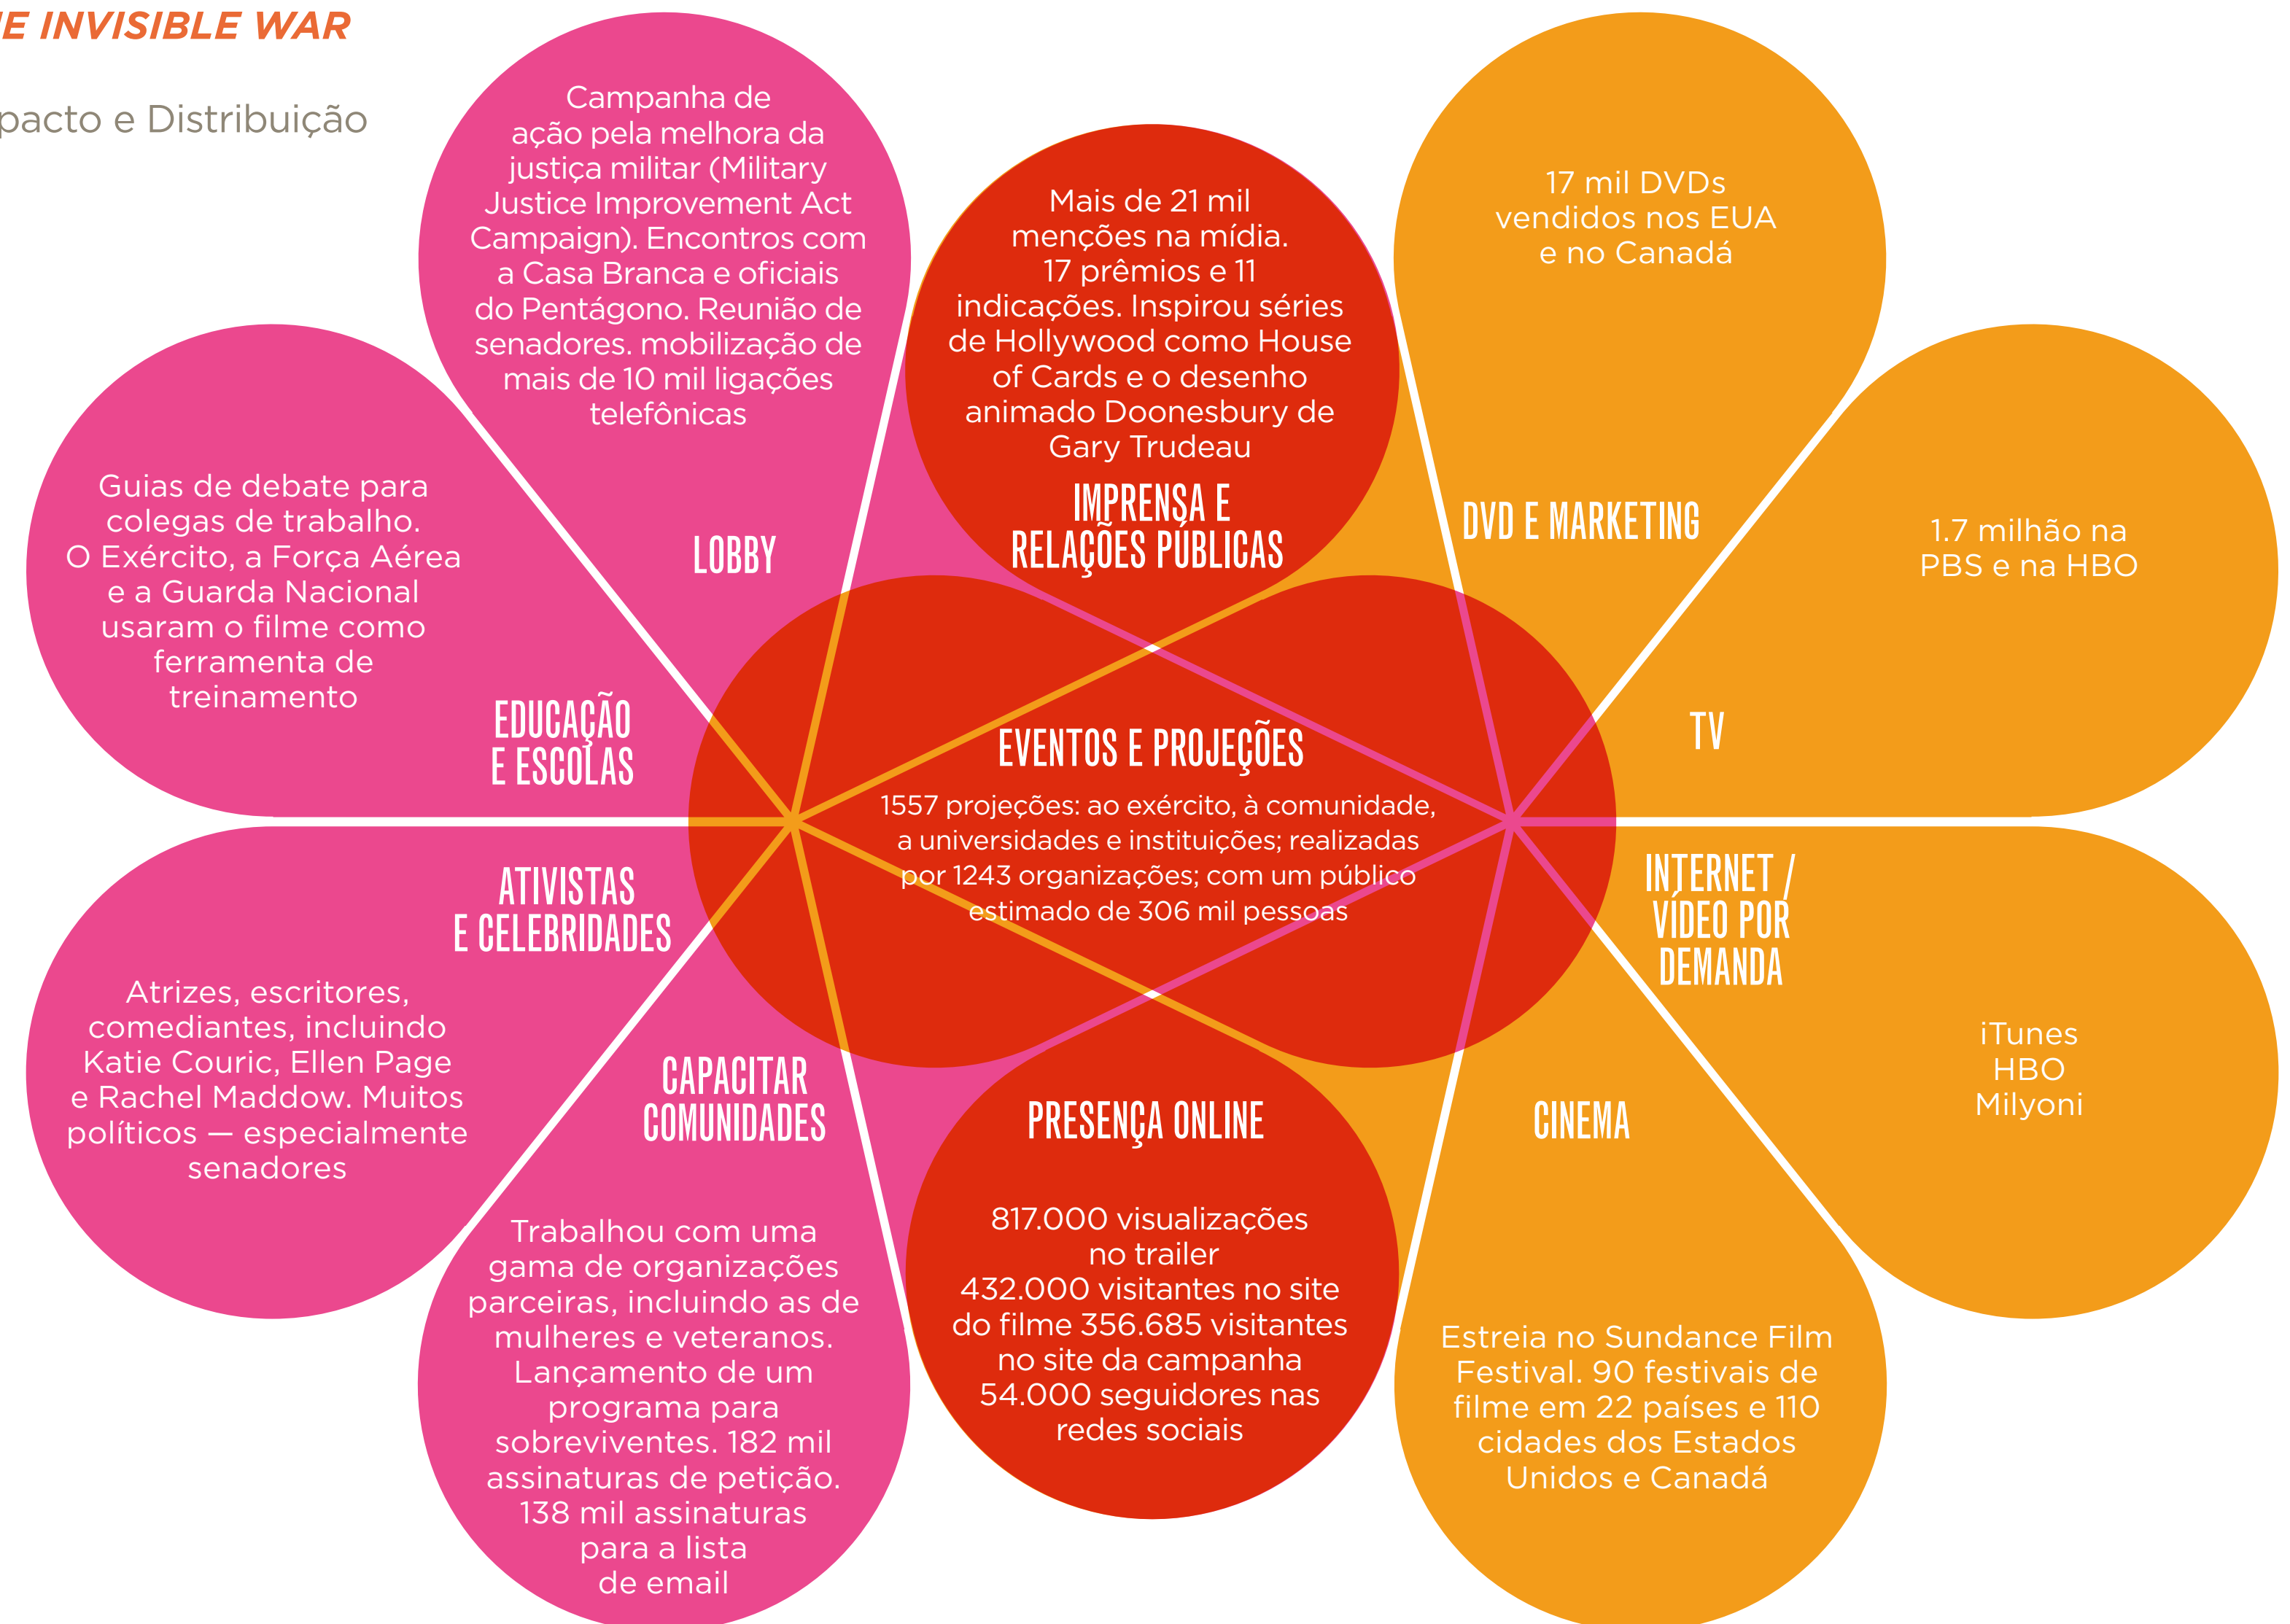 E INVISIBLE WAR
pacto e Distribuição
Campanha de
ação pela melhora da
justiça militar (Military
Justice Improvement Act
Campaign). Encontros com
a Casa Branca e oficiais
do Pentágono. Reunião de
senadores. mobilização de
mais de 10 mil ligações
telefônicas
LOBBY
Mais de 21 mil
menções na mídia.
17 prêmios e 11
indicações. Inspirou séries
de Hollywood como House
of Cards e o desenho
animado Doonesbury de
Gary Trudeau
IMPRENSA E
RELAÇÕES PÚBLICAS
17 mil DVDs
vendidos nos EUA
e no Canadá
DVD E MARKETING
1.7 milhão na
PBS e na HBO
TV
Guias de debate para
colegas de trabalho.
O Exército, a Força Aérea
e a Guarda Nacional
usaram o filme como
ferramenta de
treinamento
EDUCAÇÃO
E ESCOLAS
EVENTOS E PROJEÇÕES
1557 projeções: ao exército, à comunidade,
a universidades e instituições; realizadas
por 1243 organizações; com um público
estimado de 306 mil pessoas
ATIVISTAS
E CELEBRIDADES
Atrizes, escritores,
comediantes, incluindo
Katie Couric, Ellen Page
e Rachel Maddow. Muitos
políticos — especialmente
senadores
INTERNET /
VÍDEO POR
DEMANDA
iTunes
HBO
Milyoni
CAPACITAR
COMUNIDADES
Trabalhou com uma
gama de organizações
parceiras, incluindo as de
mulheres e veteranos.
Lançamento de um
programa para
sobreviventes. 182 mil
assinaturas de petição.
138 mil assinaturas
para a lista
de email
PRESENÇA ONLINE
817.000 visualizações
no trailer
432.000 visitantes no site
do filme 356.685 visitantes
no site da campanha
54.000 seguidores nas
redes sociais
CINEMA
Estreia no Sundance Film
Festival. 90 festivais de
filme em 22 países e 110
cidades dos Estados
Unidos e Canadá